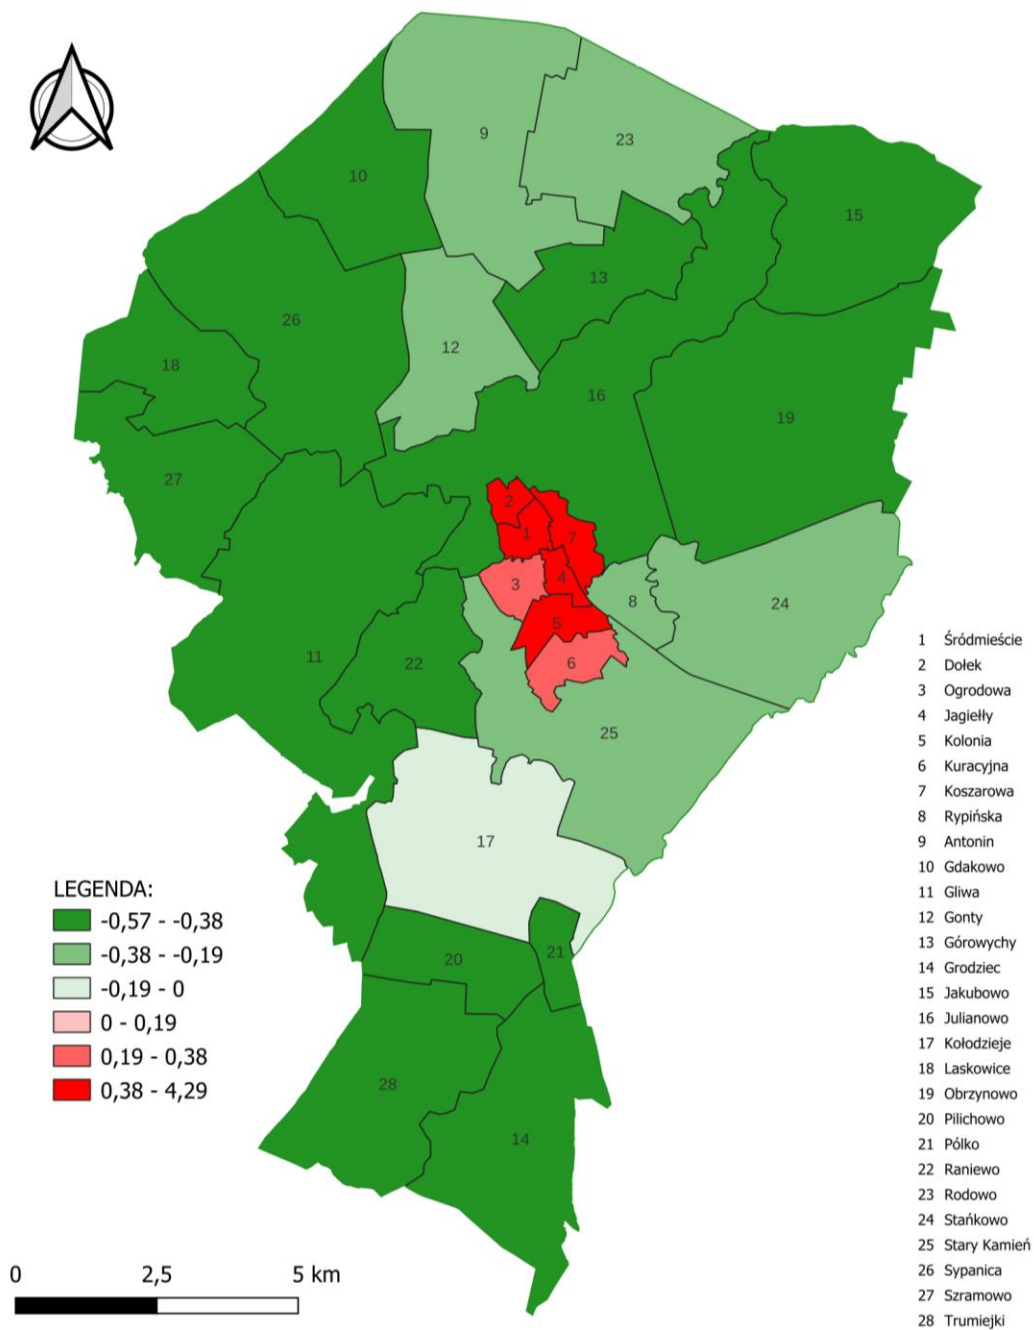 9
23
10
15
13
26
12
18
16
19
27
2
1
7
3
4
8
24
5
11
22
6
25
17
21
20
28
14
1 Śródmieście
2 Dołek
3 Ogrodowa
4 Jagiełły
5 Kolonia
6 Kuracyjna
7 Koszarowa
8 Rypińska
9 Antonin
10 Gdakowo
11 Gliwa
12 Gonty
13 Górowychy
14 Grodziec
15 Jakubowo
16 Julianowo
17 Kołodzieje
18 Laskowice
19 Obrzynowo
20 Pilichowo
21 Pólko
22 Raniewo
23 Rodowo
24 Stańkowo
25 Stary Kamień
26 Sypanica
27 Szramowo
28 Trumiejki
LEGENDA:
-0,57 - -0,38
-0,38 - -0,19
-0,19 - 0
0 - 0,19
0,19 - 0,38
0,38 - 4,29
0 2,5 5 km